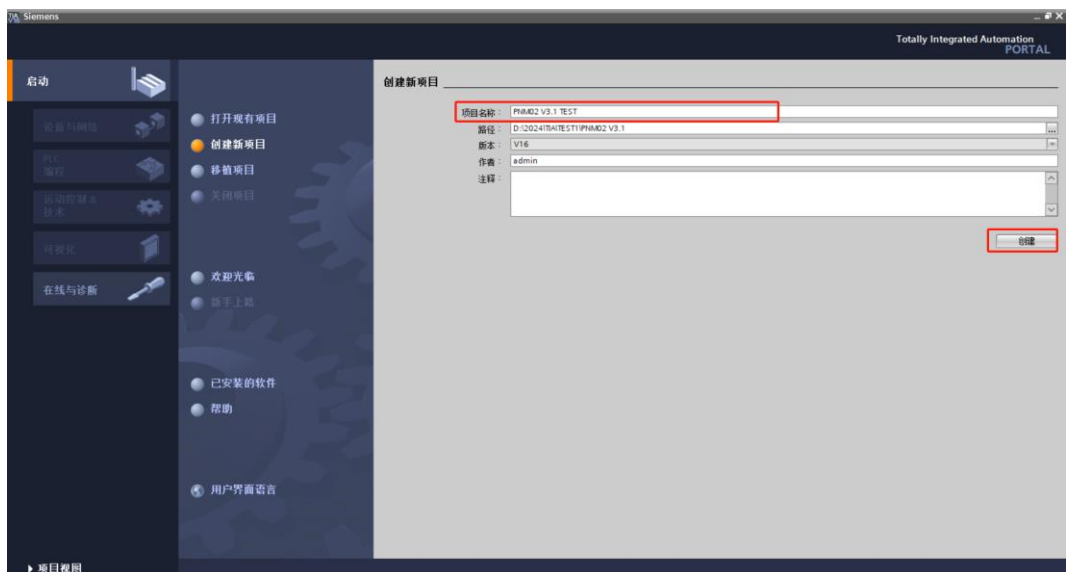 Siemens
Totally Integrated Automation
PORTAL
启动
设备与网络
PLC
编程
运动控制 &
技术
可视化
在线与诊断
打开现有项目
创建新项目
移植项目
关闭项目
欢迎光临
新手上路
已安装的软件
帮助
用户界面语言
创建新项目
项目名称： PNM02 V3.1 TEST
路径： D:\2024\TIA\TEST1\PNM02 V3.1
版本： V16
作者： admin
注释：
创建
项目视图